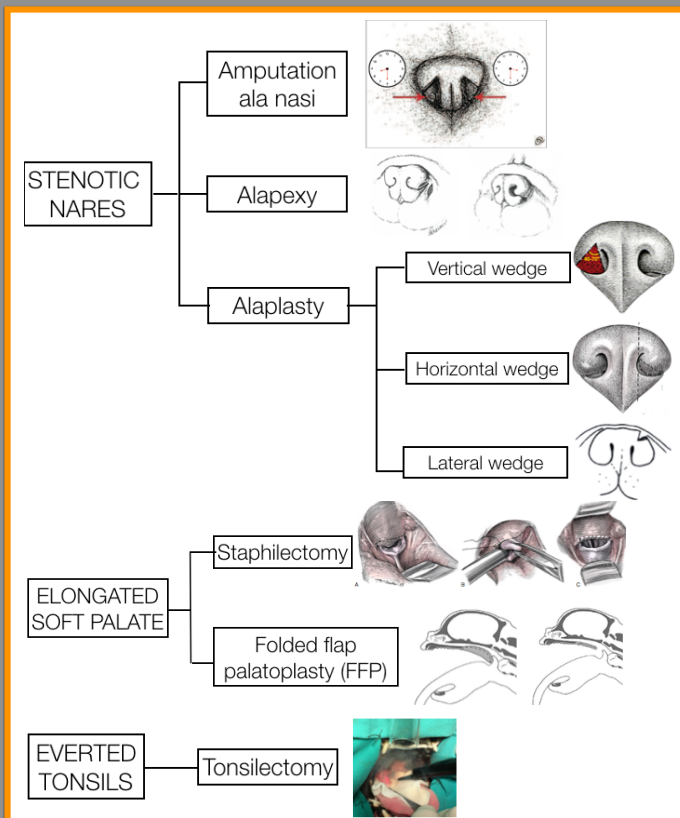 Amputation
ala nasi
STENOTIC
NARES
Alapexy
Alaplasty
Vertical wedge
Horizontal wedge
Lateral wedge
Staphilectomy
A
B
C
ELONGATED
SOFT PALATE
Folded flap
palatoplasty (FFP)
EVERTED
TONSILS
Tonsilectomy